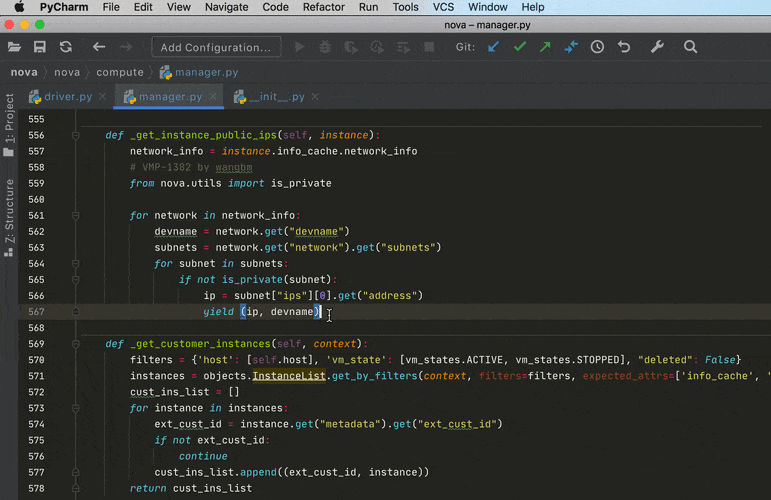 PyCharm File Edit View Navigate Code Refactor Run Tools VCS Window Help
nova – manager.py
Add Configuration... Git:
nova nova compute manager.py
driver.py manager.py __init__.py
1: Project
Z: Structure
555
556 def _get_instance_public_ips(self, instance):
557 network_info = instance.info_cache.network_info
558 # VMP-1382 by wangbm
559 from nova.utils import is_private
560
561 for network in network_info:
562 devname = network.get("devname")
563 subnets = network.get("network").get("subnets")
564 for subnet in subnets:
565 if not is_private(subnet):
566 ip = subnet["ips"][0].get("address")
567 yield (ip, devname)
568
569 def _get_customer_instances(self, context):
570 filters = {'host': [self.host], 'vm_state': [vm_states.ACTIVE, vm_states.STOPPED], "deleted": False}
571 instances = objects.InstanceList.get_by_filters(context, filters=filters, expected_attrs=['info_cache', '
572 cust_ins_list = []
573 for instance in instances:
574 ext_cust_id = instance.get("metadata").get("ext_cust_id")
575 if not ext_cust_id:
576 continue
577 cust_ins_list.append((ext_cust_id, instance))
578 return cust_ins_list